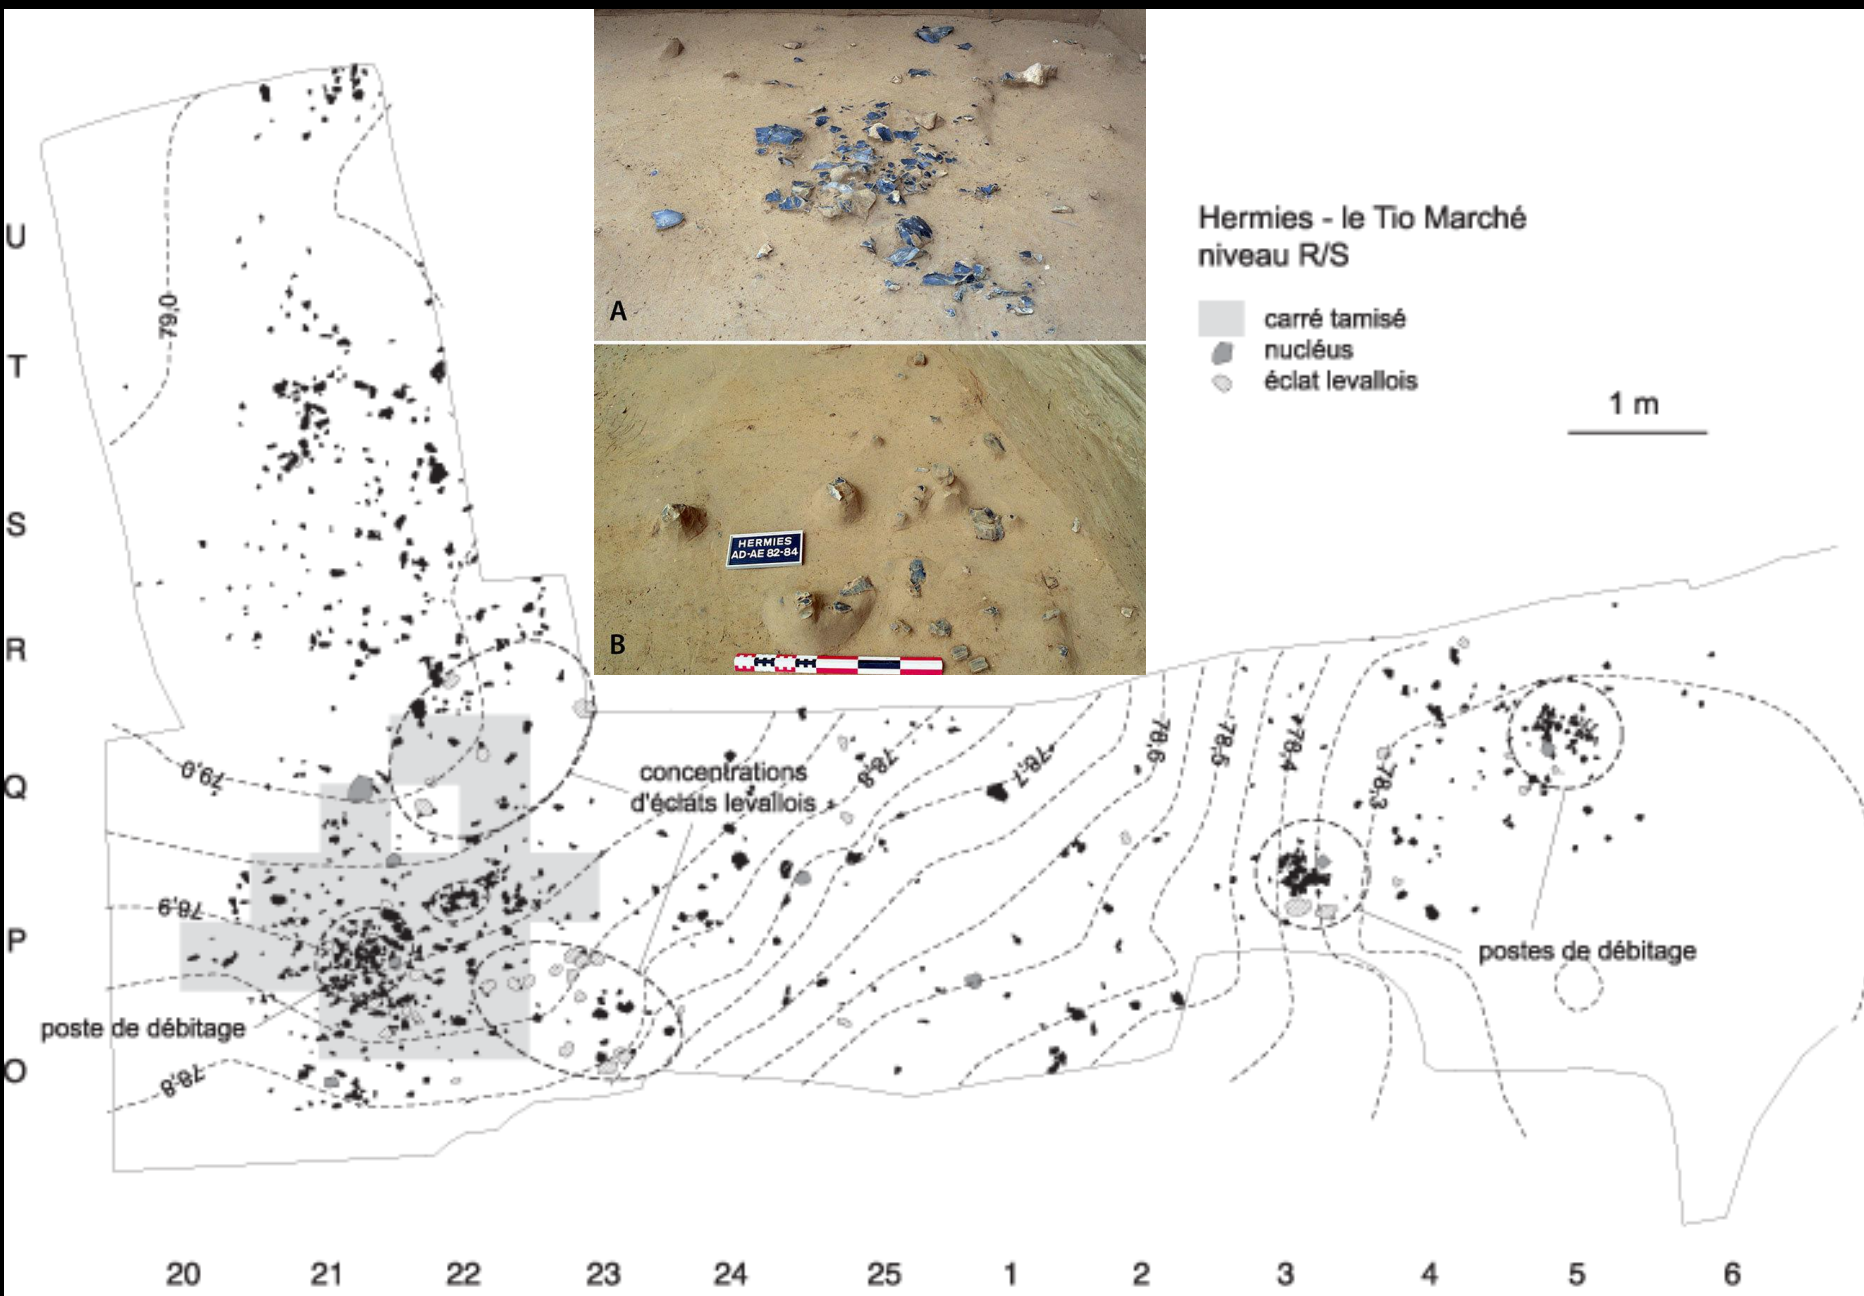 A
HERMIES
AD-AE 82-84
B
Hermies - le Tio Marché
niveau R/S
carré tamisé
nucléus
éclat levallois
1 m
U
T
S
R
Q
P
O
79,0
79,0
78,9
78,8
78,8
78,7
78,6
78,5
78,4
78,3
concentrations
d'éclats levallois
poste de débitage
postes de débitage
20 21 22 23 24 25 1 2 3 4 5 6